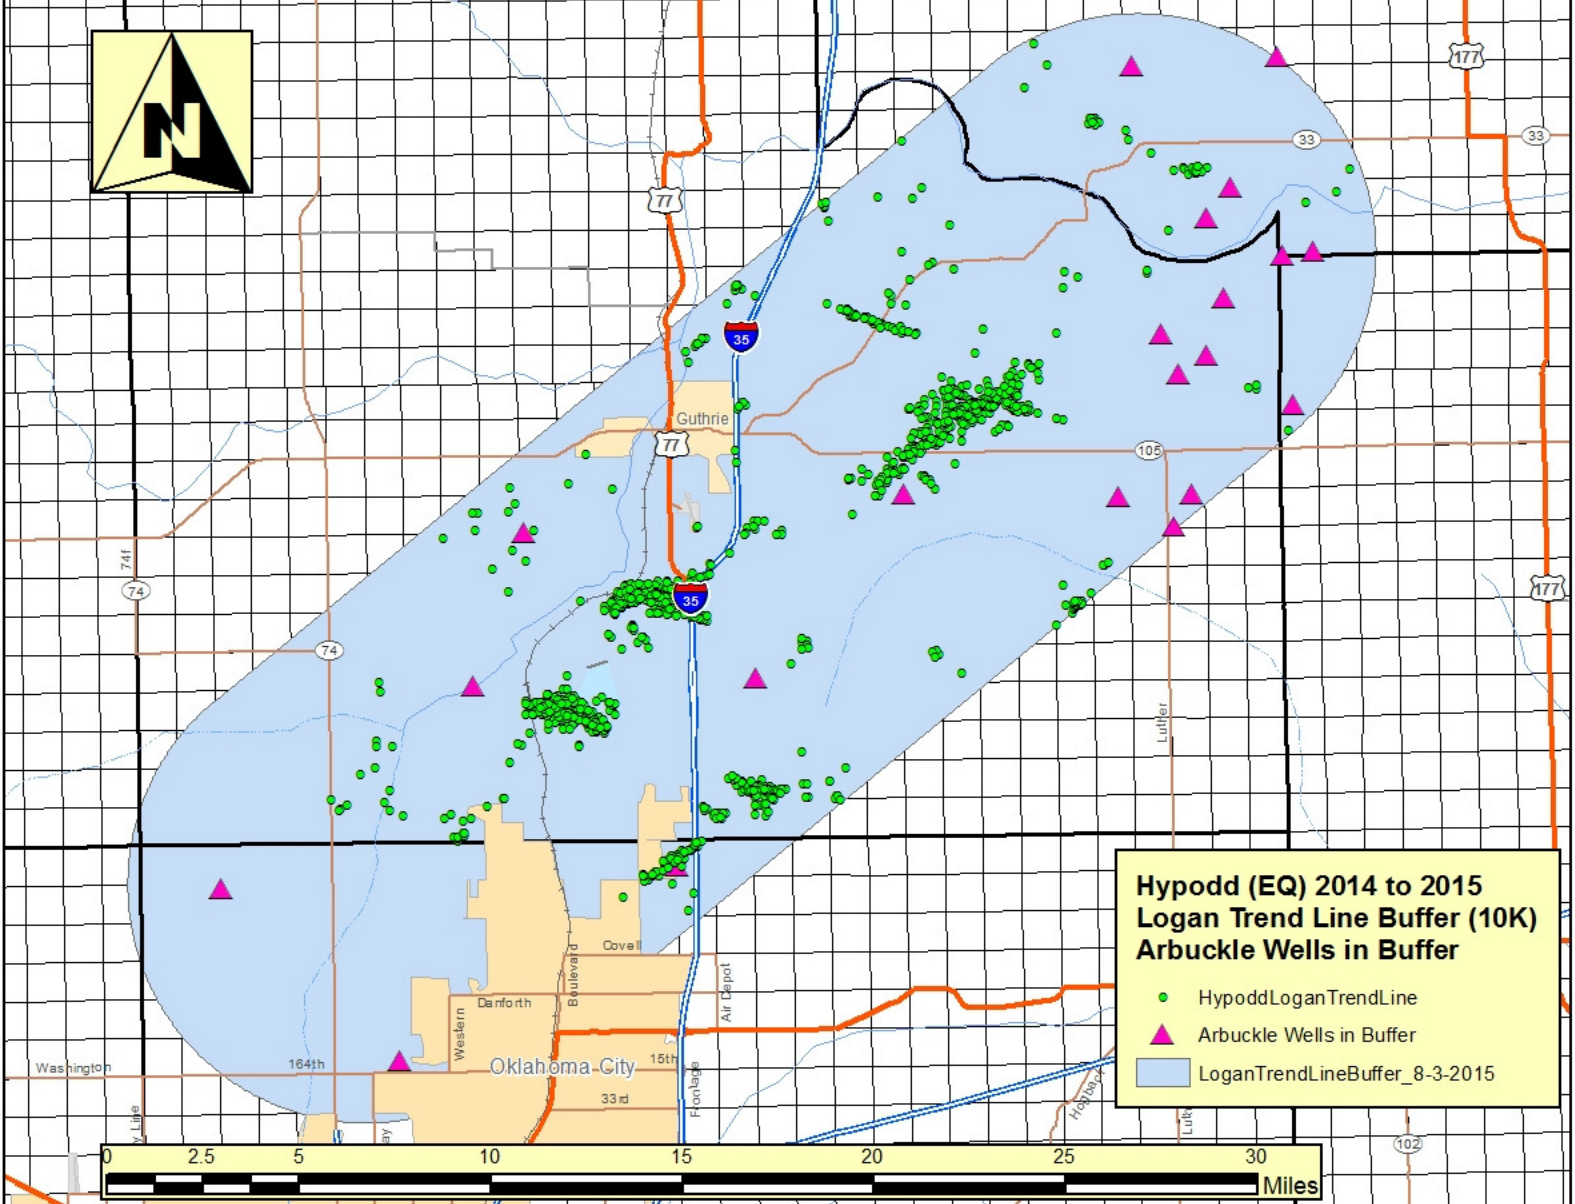 N
177
33
33
77
35
Guthrie
77
105
74f
74
35
177
74
Luther
Covell
Boulevard
Air Depot
Danforth
Western
Oklahoma City
15th
164th
Washington
33rd
Frontage
Hogback
102
Hypodd (EQ) 2014 to 2015
Logan Trend Line Buffer (10K)
Arbuckle Wells in Buffer
HypoddLoganTrendLine
Arbuckle Wells in Buffer
LoganTrendLineBuffer_8-3-2015
0 2.5 5 10 15 20 25 30
Miles